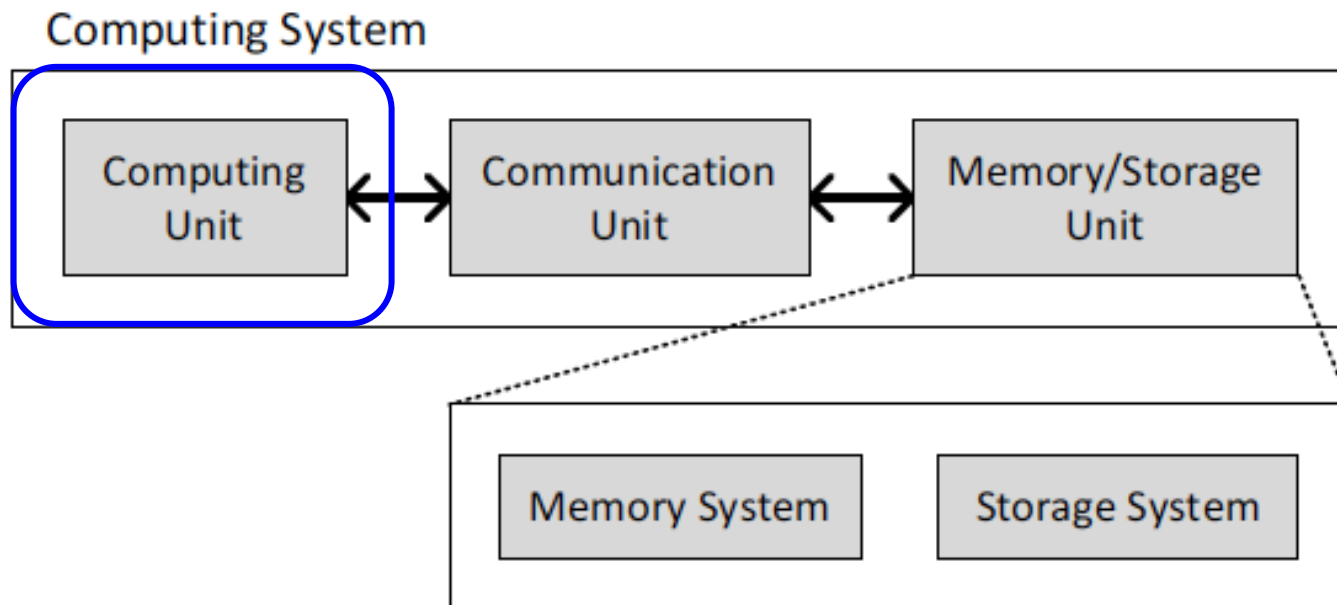 Computing System
Computing
Unit
Communication
Unit
Memory/Storage
Unit
Memory System
Storage System